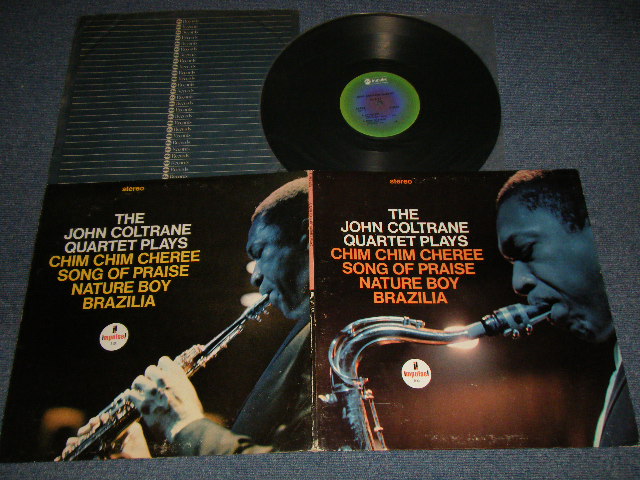 Records
stereo
THE
JOHN COLTRANE
QUARTET PLAYS
CHIM CHIM CHEREE
SONG OF PRAISE
NATURE BOY
BRAZILIA
impulse!
stereo
THE
JOHN COLTRANE
QUARTET PLAYS
CHIM CHIM CHEREE
SONG OF PRAISE
NATURE BOY
BRAZILIA
impulse!